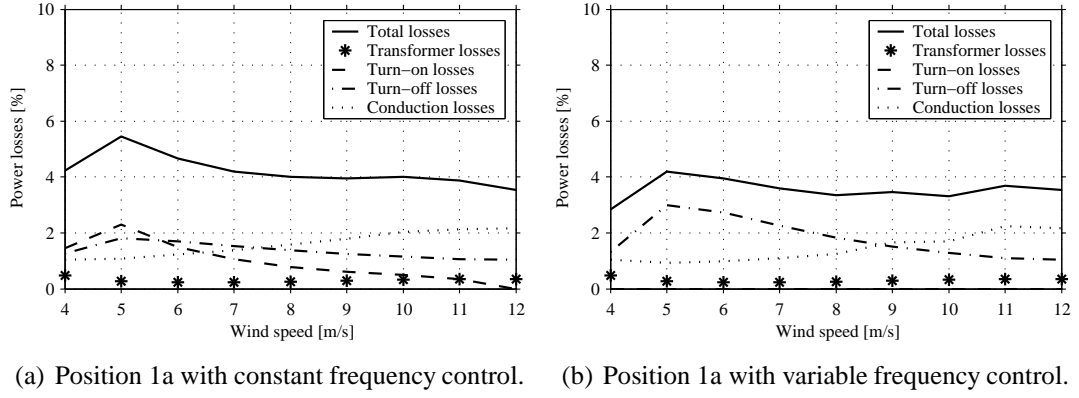 10
8
6
4
2
0
Power losses [%]
Total losses
Transformer losses
Turn−on losses
Turn−off losses
Conduction losses
4 5 6 7 8 9 10 11 12
Wind speed [m/s]
(a) Position 1a with constant frequency control.
10
8
6
4
2
0
Power losses [%]
Total losses
Transformer losses
Turn−on losses
Turn−off losses
Conduction losses
4 5 6 7 8 9 10 11 12
Wind speed [m/s]
(b) Position 1a with variable frequency control.